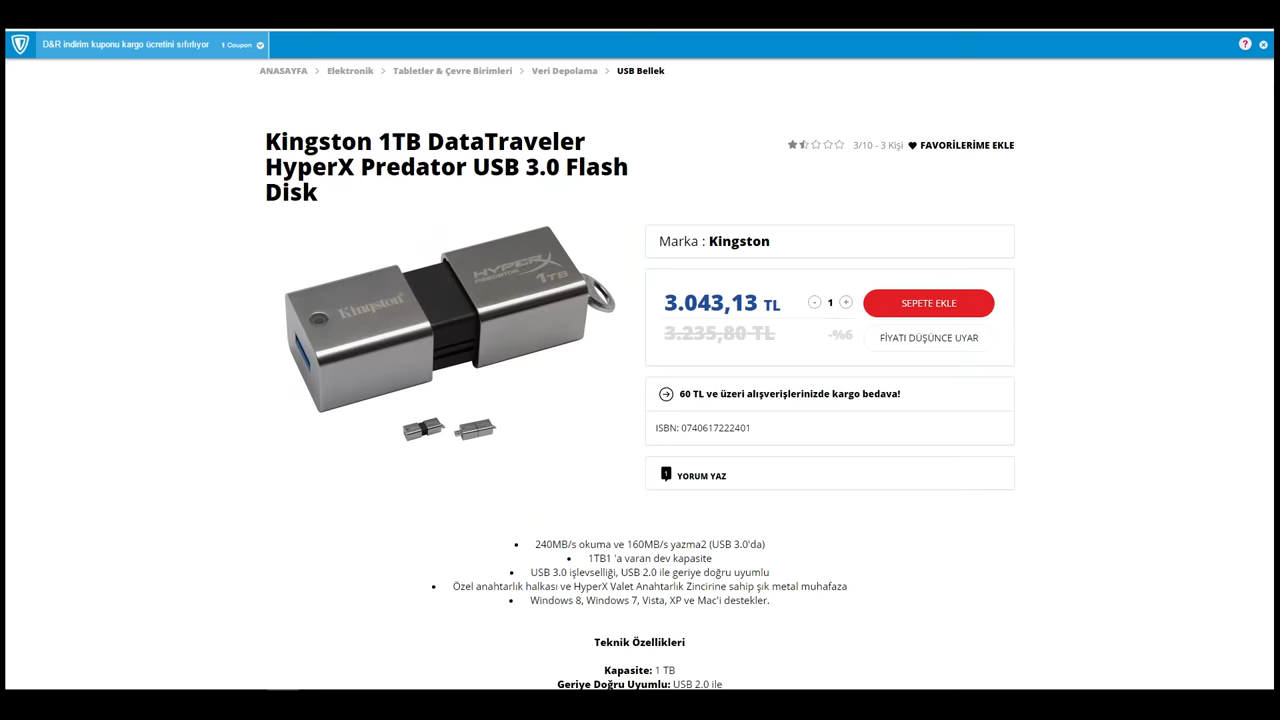 D&R indirim kuponu kargo ücretini sıfırlıyor 1 Coupon
?
ANASAYFA > Elektronik > Tabletler & Çevre Birimleri > Veri Depolama > USB Bellek
Kingston 1TB DataTraveler
HyperX Predator USB 3.0 Flash
Disk
3/10 - 3 Kişi FAVORİLERİME EKLE
Kingston
HYPERX
PREDATOR
1TB
Marka : Kingston
3.043,13 TL
- 1 +
SEPETE EKLE
3.235,80 TL
-%6
FİYATI DÜŞÜNCE UYAR
60 TL ve üzeri alışverişlerinizde kargo bedava!
ISBN: 0740617222401
1 YORUM YAZ
• 240MB/s okuma ve 160MB/s yazma2 (USB 3.0'da)
• 1TB1 'a varan dev kapasite
• USB 3.0 işlevselliği, USB 2.0 ile geriye doğru uyumlu
• Özel anahtarlık halkası ve HyperX Valet Anahtarlık Zincirine sahip şık metal muhafaza
• Windows 8, Windows 7, Vista, XP ve Mac'i destekler.
Teknik Özellikleri
Kapasite: 1 TB
Geriye Doğru Uyumlu: USB 2.0 ile